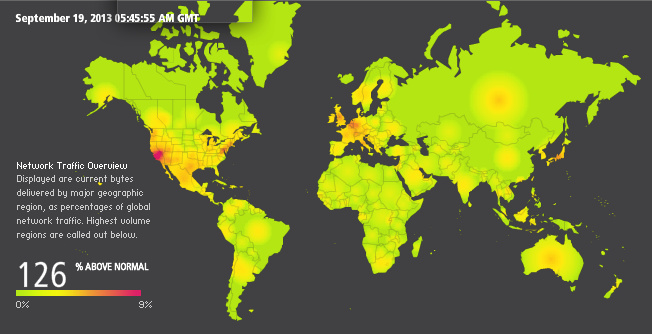 September 19, 2013 05:45:55 AM GMT
Network Traffic Overview
Displayed are current bytes
delivered by major geographic
region, as percentages of global
network traffic. Highest volume
regions are called out below.
126 % ABOVE NORMAL
0% 9%